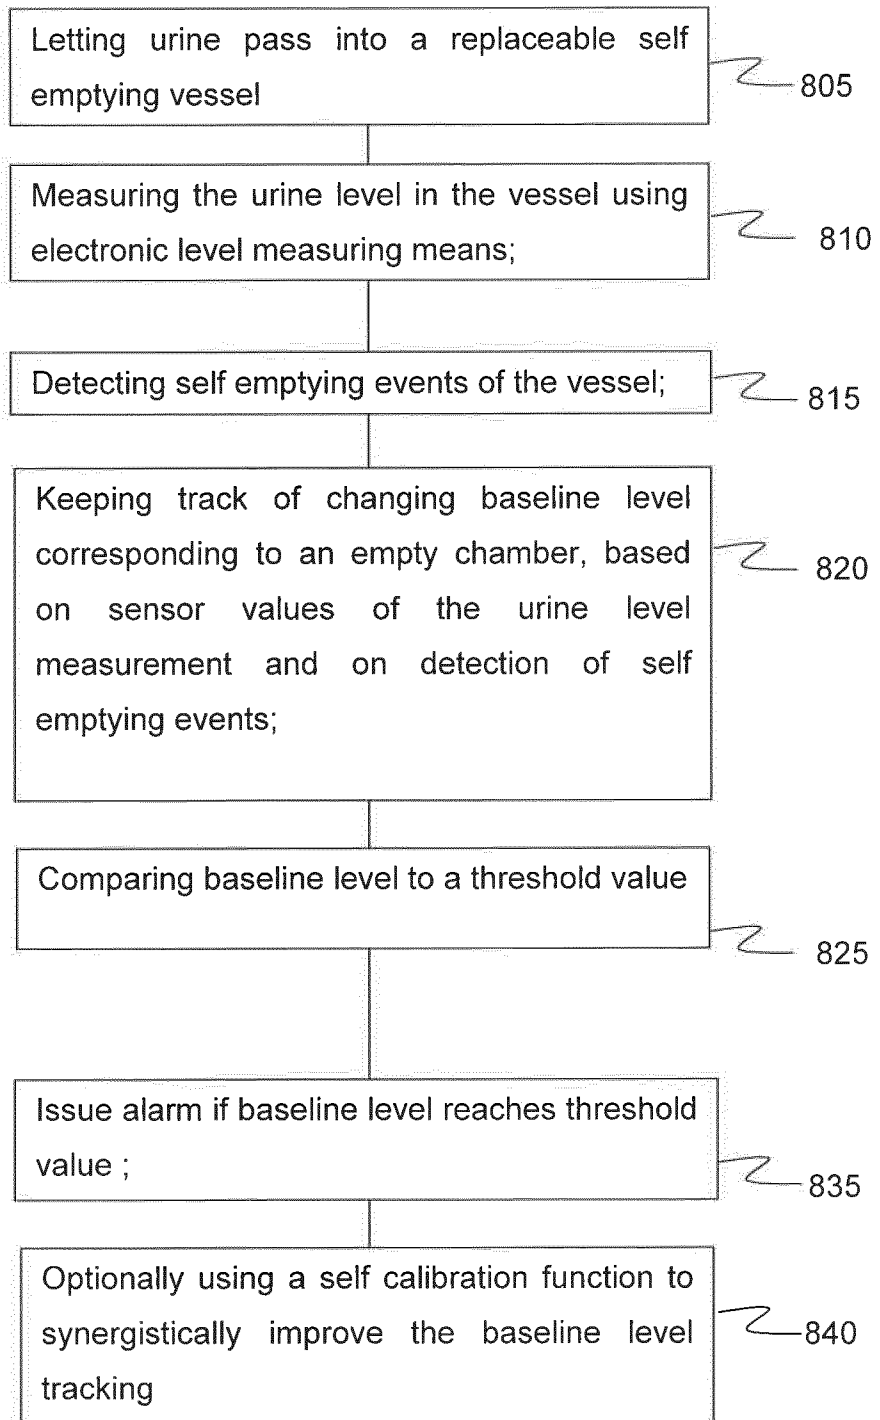 Letting urine pass into a replaceable self
emptying vessel
805
Measuring the urine level in the vessel using
electronic level measuring means;
810
Detecting self emptying events of the vessel;
815
Keeping track of changing baseline level
corresponding to an empty chamber, based
on sensor values of the urine level
measurement and on detection of self
emptying events;
820
Comparing baseline level to a threshold value
825
Issue alarm if baseline level reaches threshold
value ;
835
Optionally using a self calibration function to
synergistically improve the baseline level
tracking
840